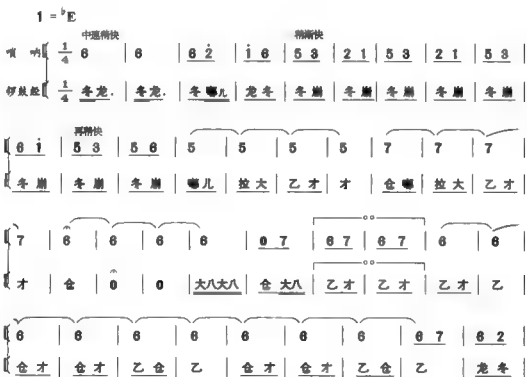 1 = ♭E
中速稍快 稍渐快
唢 呐 1/4 6 | 6 | 6 2̇ | 1̇ 6 | 5 3 | 2 1 | 5 3 | 2 1 | 5 3
锣鼓经 1/4 冬龙. | 冬龙. | 冬嘟儿 | 龙冬 | 冬 崩 | 冬 崩 | 冬 崩 | 冬 崩 | 冬 崩
再稍快
6 1̇ | 5 3 | 5 6 | 5 | 5 | 5 | 5 | 7 | 7 | 7
冬 崩 | 冬 崩 | 冬 崩 | 嘟 儿 | 拉 大 | 乙 才 | 才 | 仓 嘟 | 拉 大 | 乙 才
7 | 6 | 6 | 6 | 6 | 0 7 | 6 7 | 6 7 | 6 | 6
才 | 仓 | 0 | 0 | 大八大八 | 仓 大八 | 乙 才 | 乙 才 | 乙 才 | 乙
6 | 6 | 6 | 6 | 6 | 6 | 6 | 6 | 6 7 | 6 2
仓 才 | 仓 才 | 乙 仓 | 乙 | 仓 才 | 仓 才 | 乙 仓 | 乙 | 龙 冬